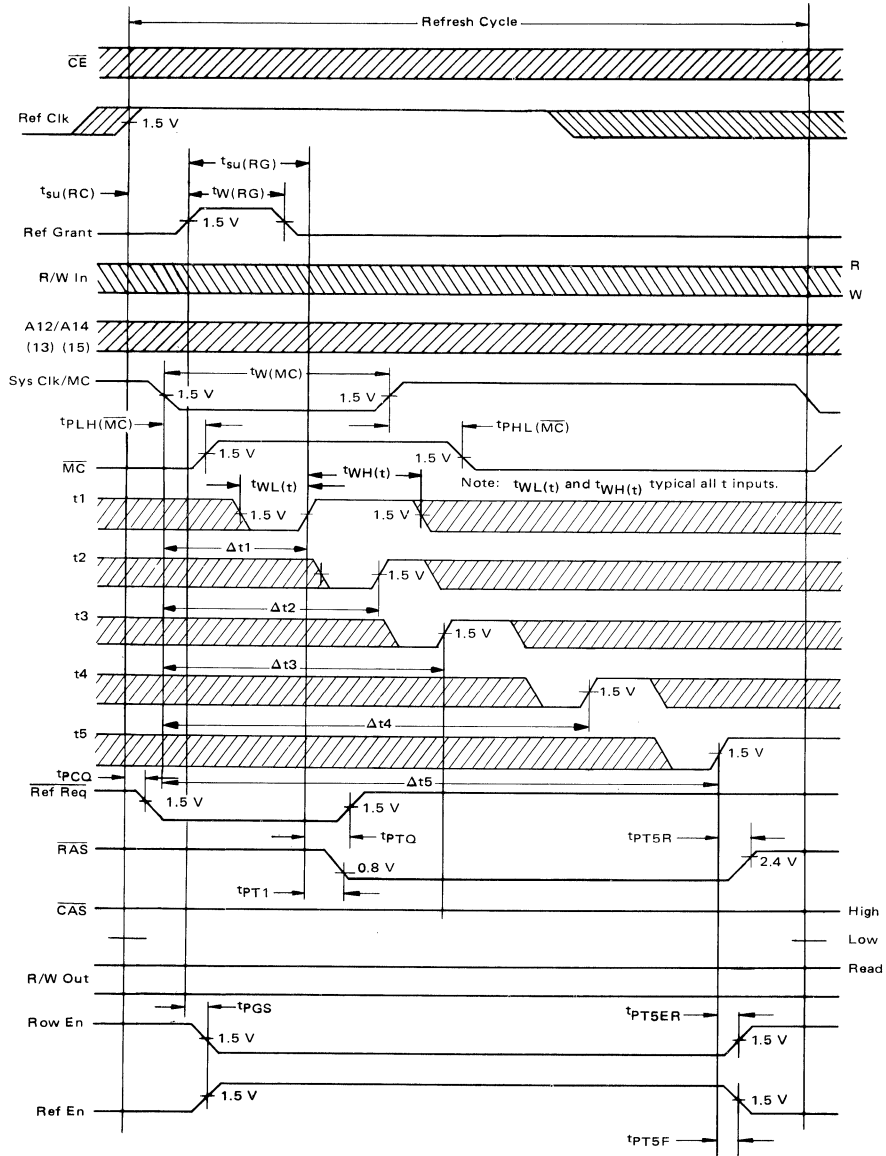 Refresh Cycle
CE
Ref Clk
1.5 V
tsu(RG)
tsu(RC)
tW(RG)
1.5 V
Ref Grant
R/W In
R
W
A12/A14
(13) (15)
Sys Clk/MC
tW(MC)
1.5 V
1.5 V
tPLH(MC)
tPHL(MC)
1.5 V
1.5 V
MC
tWL(t)
tWH(t)
Note: tWL(t) and tWH(t) typical all t inputs.
t1
1.5 V
1.5 V
Δt1
t2
1.5 V
Δt2
t3
1.5 V
Δt3
t4
1.5 V
Δt4
t5
1.5 V
Δt5
tPCQ
Ref Req
1.5 V
1.5 V
tPTQ
tPT5R
RAS
0.8 V
2.4 V
tPT1
CAS
High
Low
Read
R/W Out
tPGS
tPT5ER
Row En
1.5 V
1.5 V
1.5 V
1.5 V
Ref En
tPT5F